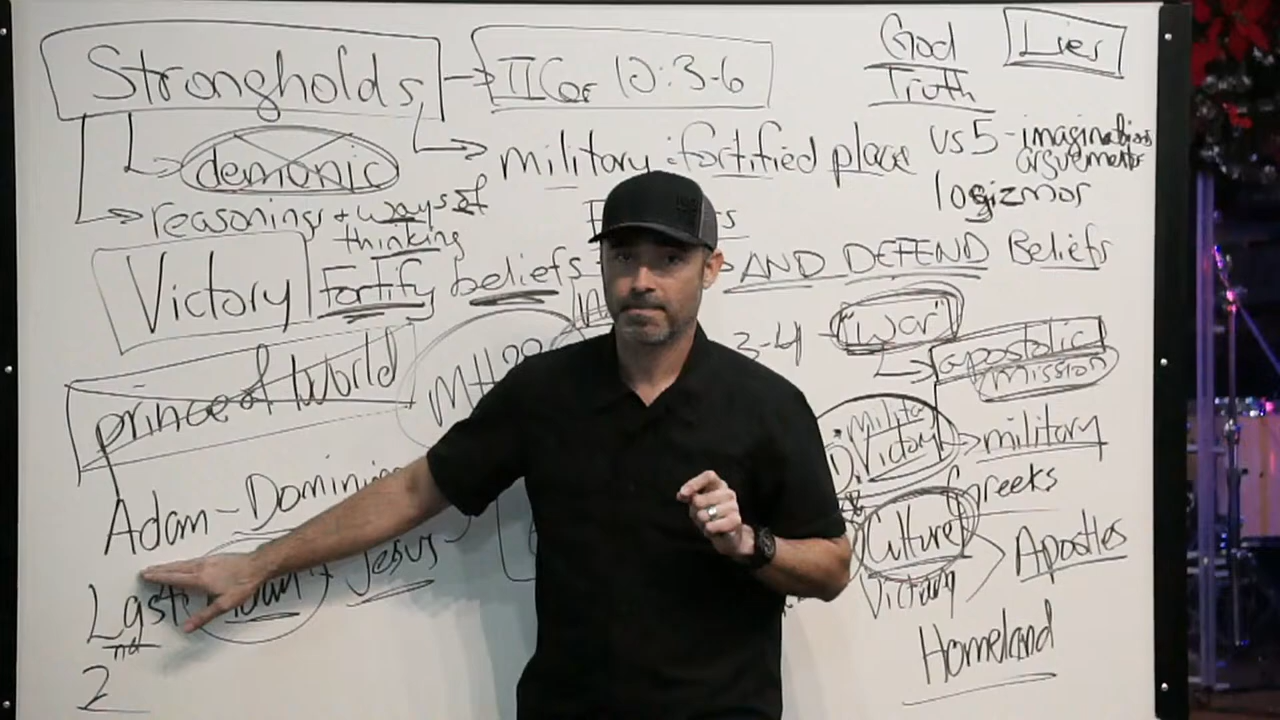 Strongholds
II Cor 10:3-6
God
Truth
Lies
demonic
military fortified place
vs 5 - imaginations
arguements
logizmos
reasonings + ways of
thinking
Victory
Fortify beliefs
AND DEFEND Beliefs
prince of World
3-4
"war"
apostolic
mission
Military
Victory
military
Greeks
Adam - Dominion
Culture
Victory
Apostles
Last Adam Jesus
Homeland
2nd